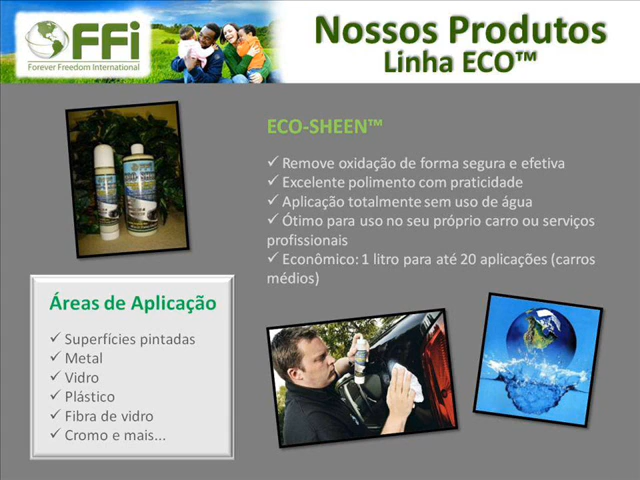 FFi
Forever Freedom International
Nossos Produtos
Linha ECO™
ECO-SHEEN™
✓ Remove oxidação de forma segura e efetiva
✓ Excelente polimento com praticidade
✓ Aplicação totalmente sem uso de água
✓ Ótimo para uso no seu próprio carro ou serviços
profissionais
✓ Econômico: 1 litro para até 20 aplicações (carros
médios)
Áreas de Aplicação
✓ Superfícies pintadas
✓ Metal
✓ Vidro
✓ Plástico
✓ Fibra de vidro
✓ Cromo e mais...